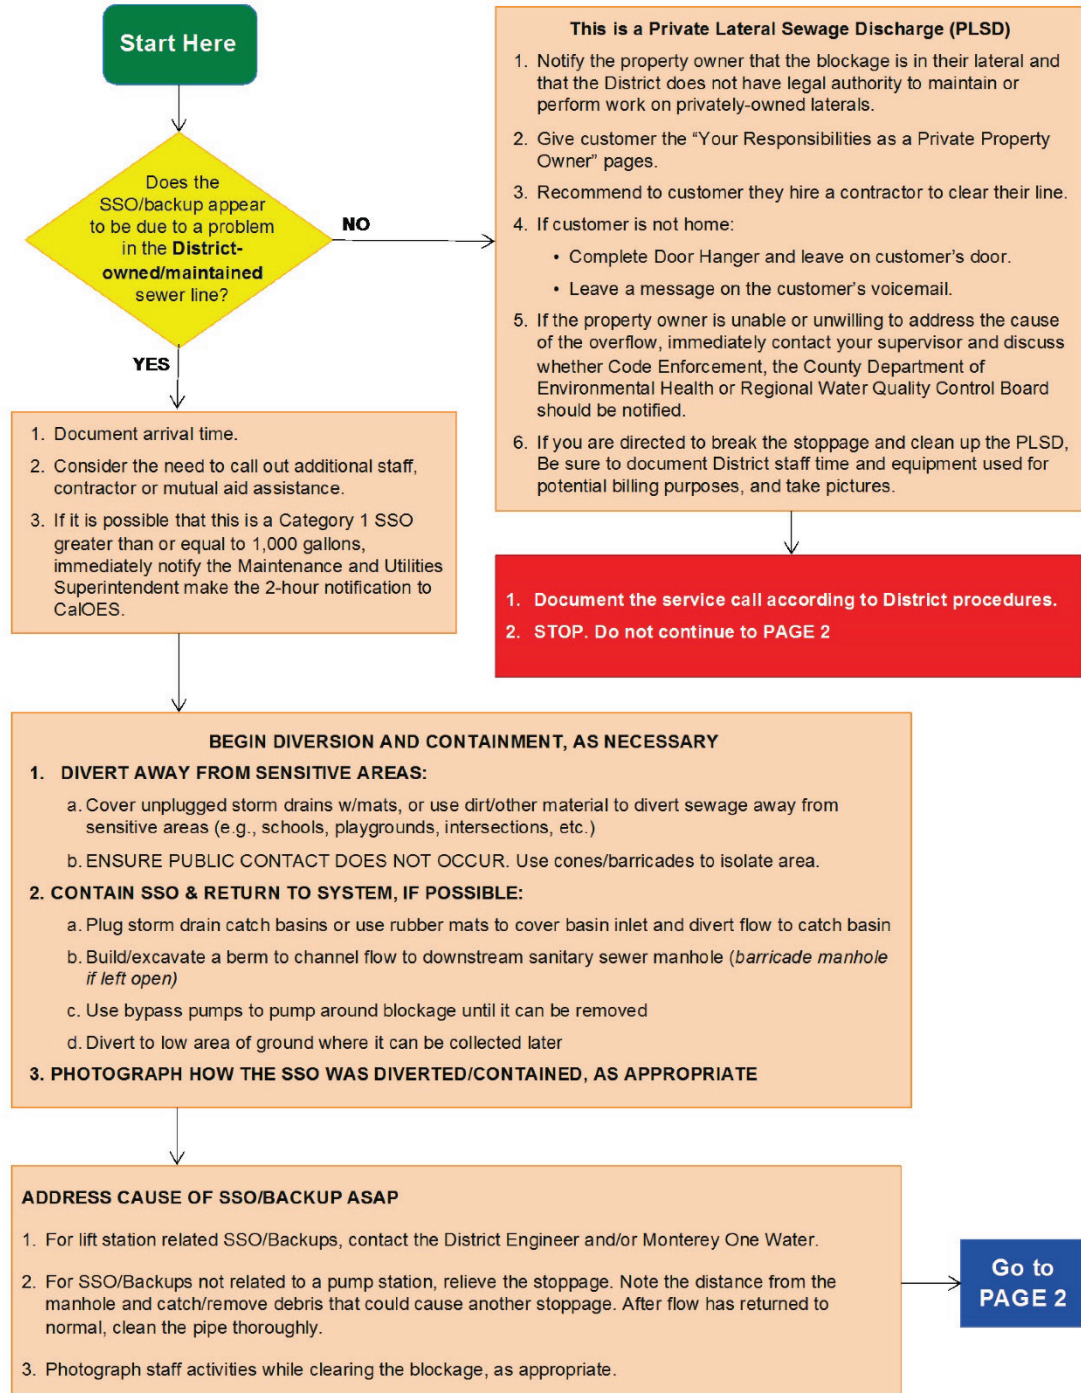 Start Here
Does the
SSO/backup appear
to be due to a problem
in the District-
owned/maintained
sewer line?
NO
YES
This is a Private Lateral Sewage Discharge (PLSD)
1. Notify the property owner that the blockage is in their lateral and
that the District does not have legal authority to maintain or
perform work on privately-owned laterals.
2. Give customer the “Your Responsibilities as a Private Property
Owner” pages.
3. Recommend to customer they hire a contractor to clear their line.
4. If customer is not home:
• Complete Door Hanger and leave on customer’s door.
• Leave a message on the customer’s voicemail.
5. If the property owner is unable or unwilling to address the cause
of the overflow, immediately contact your supervisor and discuss
whether Code Enforcement, the County Department of
Environmental Health or Regional Water Quality Control Board
should be notified.
6. If you are directed to break the stoppage and clean up the PLSD,
Be sure to document District staff time and equipment used for
potential billing purposes, and take pictures.
1. Document the service call according to District procedures.
2. STOP. Do not continue to PAGE 2
1. Document arrival time.
2. Consider the need to call out additional staff,
contractor or mutual aid assistance.
3. If it is possible that this is a Category 1 SSO
greater than or equal to 1,000 gallons,
immediately notify the Maintenance and Utilities
Superintendent make the 2-hour notification to
CalOES.
BEGIN DIVERSION AND CONTAINMENT, AS NECESSARY
1. DIVERT AWAY FROM SENSITIVE AREAS:
a. Cover unplugged storm drains w/mats, or use dirt/other material to divert sewage away from
sensitive areas (e.g., schools, playgrounds, intersections, etc.)
b. ENSURE PUBLIC CONTACT DOES NOT OCCUR. Use cones/barricades to isolate area.
2. CONTAIN SSO & RETURN TO SYSTEM, IF POSSIBLE:
a. Plug storm drain catch basins or use rubber mats to cover basin inlet and divert flow to catch basin
b. Build/excavate a berm to channel flow to downstream sanitary sewer manhole (barricade manhole
if left open)
c. Use bypass pumps to pump around blockage until it can be removed
d. Divert to low area of ground where it can be collected later
3. PHOTOGRAPH HOW THE SSO WAS DIVERTED/CONTAINED, AS APPROPRIATE
ADDRESS CAUSE OF SSO/BACKUP ASAP
1. For lift station related SSO/Backups, contact the District Engineer and/or Monterey One Water.
2. For SSO/Backups not related to a pump station, relieve the stoppage. Note the distance from the
manhole and catch/remove debris that could cause another stoppage. After flow has returned to
normal, clean the pipe thoroughly.
3. Photograph staff activities while clearing the blockage, as appropriate.
Go to
PAGE 2